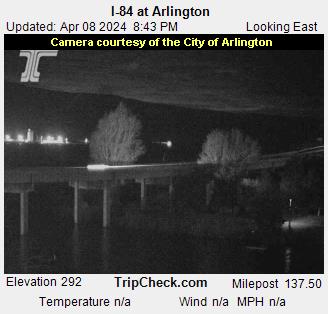 I-84 at Arlington
Updated: Apr 08 2024 8:43 PM Looking East
Camera courtesy of the City of Arlington
Elevation 292 TripCheck.com Milepost 137.50
Temperature n/a Wind n/a MPH n/a